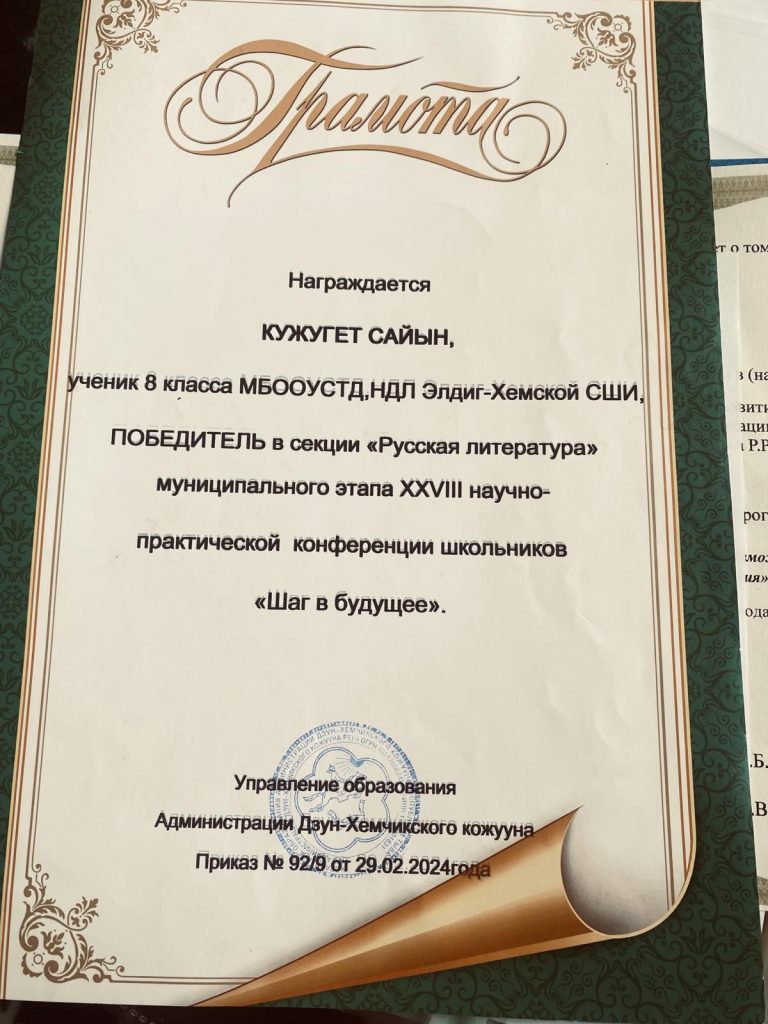 Грамота
Награждается
КУЖУГЕТ САЙЫН,
ученик 8 класса МБООУСТД,НДЛ Элдиг-Хемской СШИ,
ПОБЕДИТЕЛЬ в секции «Русская литература»
муниципального этапа XXVIII научно-
практической конференции школьников
«Шаг в будущее».
Управление образования
Администрации Дзун-Хемчикского кожууна
Приказ № 92/9 от 29.02.2024года
о том